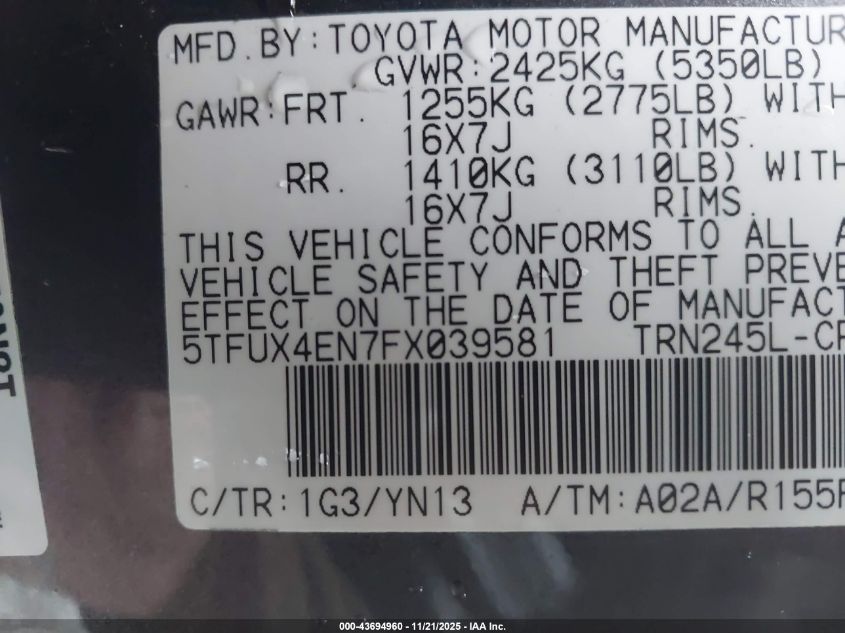 MFD.BY:TOYOTA MOTOR MANUFACTUR
GVWR:2425KG (5350LB)
GAWR:FRT. 1255KG (2775LB) WITH
16X7J RIMS.
RR. 1410KG (3110LB) WITH
16X7J RIMS.
THIS VEHICLE CONFORMS TO ALL A
VEHICLE SAFETY AND THEFT PREVE
EFFECT ON THE DATE OF MANUFACT
5TFUX4EN7FX039581 TRN245L-CR
C/TR:1G3/YN13 A/TM:A02A/R155F
000-43694960 - 11/21/2025 - IAA Inc.